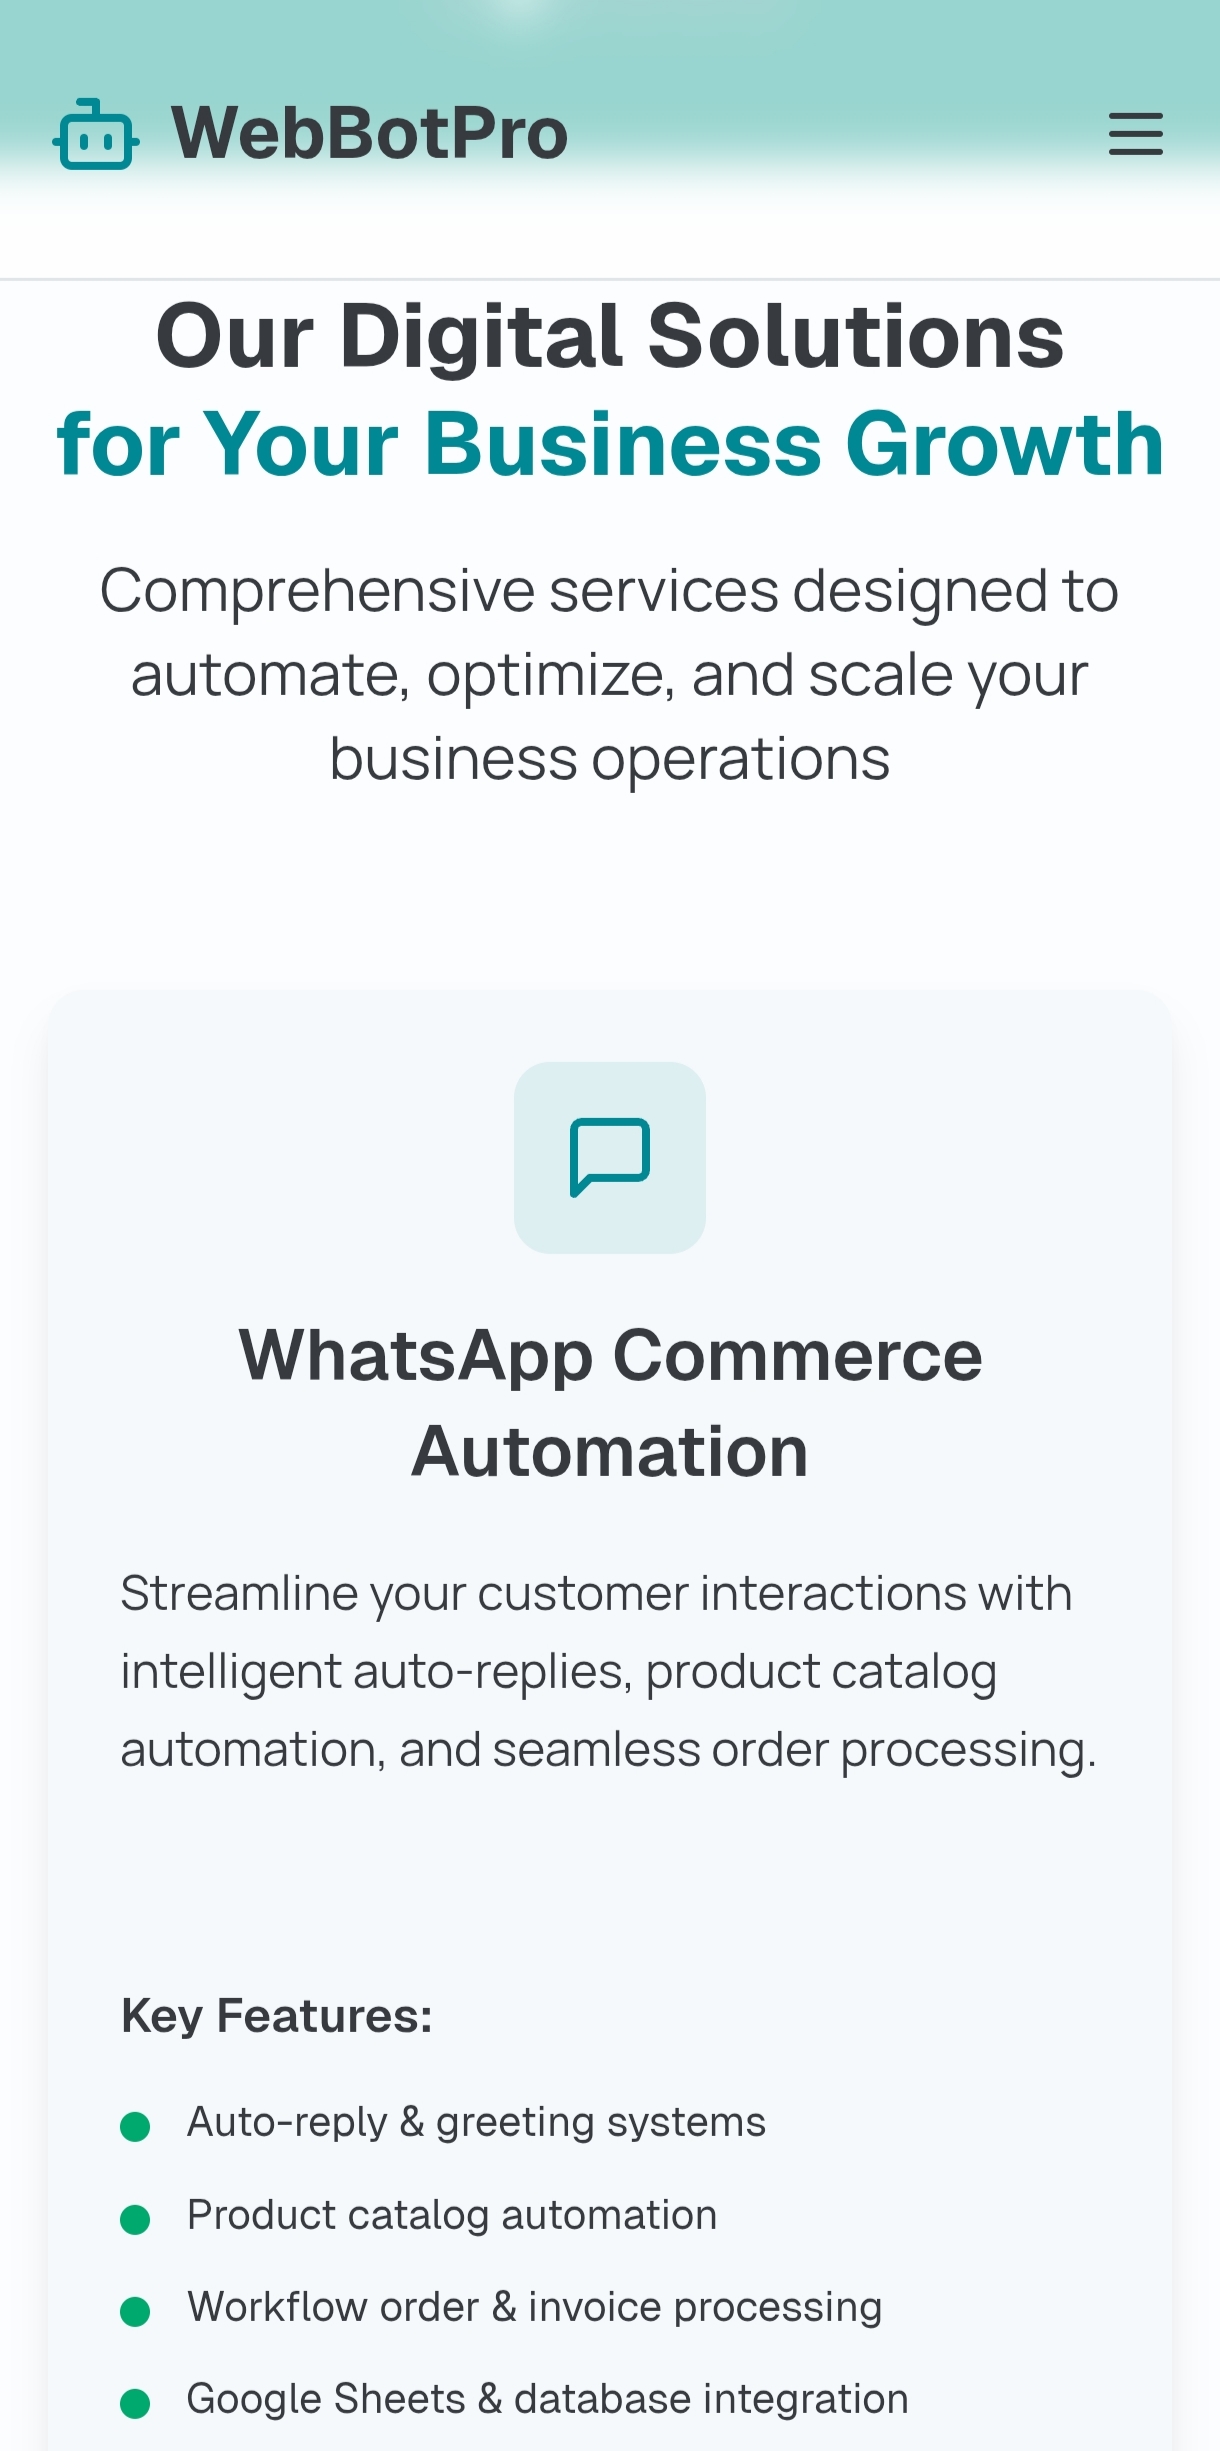 WebBotPro
Our Digital Solutions
for Your Business Growth
Comprehensive services designed to
automate, optimize, and scale your
business operations
WhatsApp Commerce
Automation
Streamline your customer interactions with
intelligent auto-replies, product catalog
automation, and seamless order processing.
Key Features:
Auto-reply & greeting systems
Product catalog automation
Workflow order & invoice processing
Google Sheets & database integration